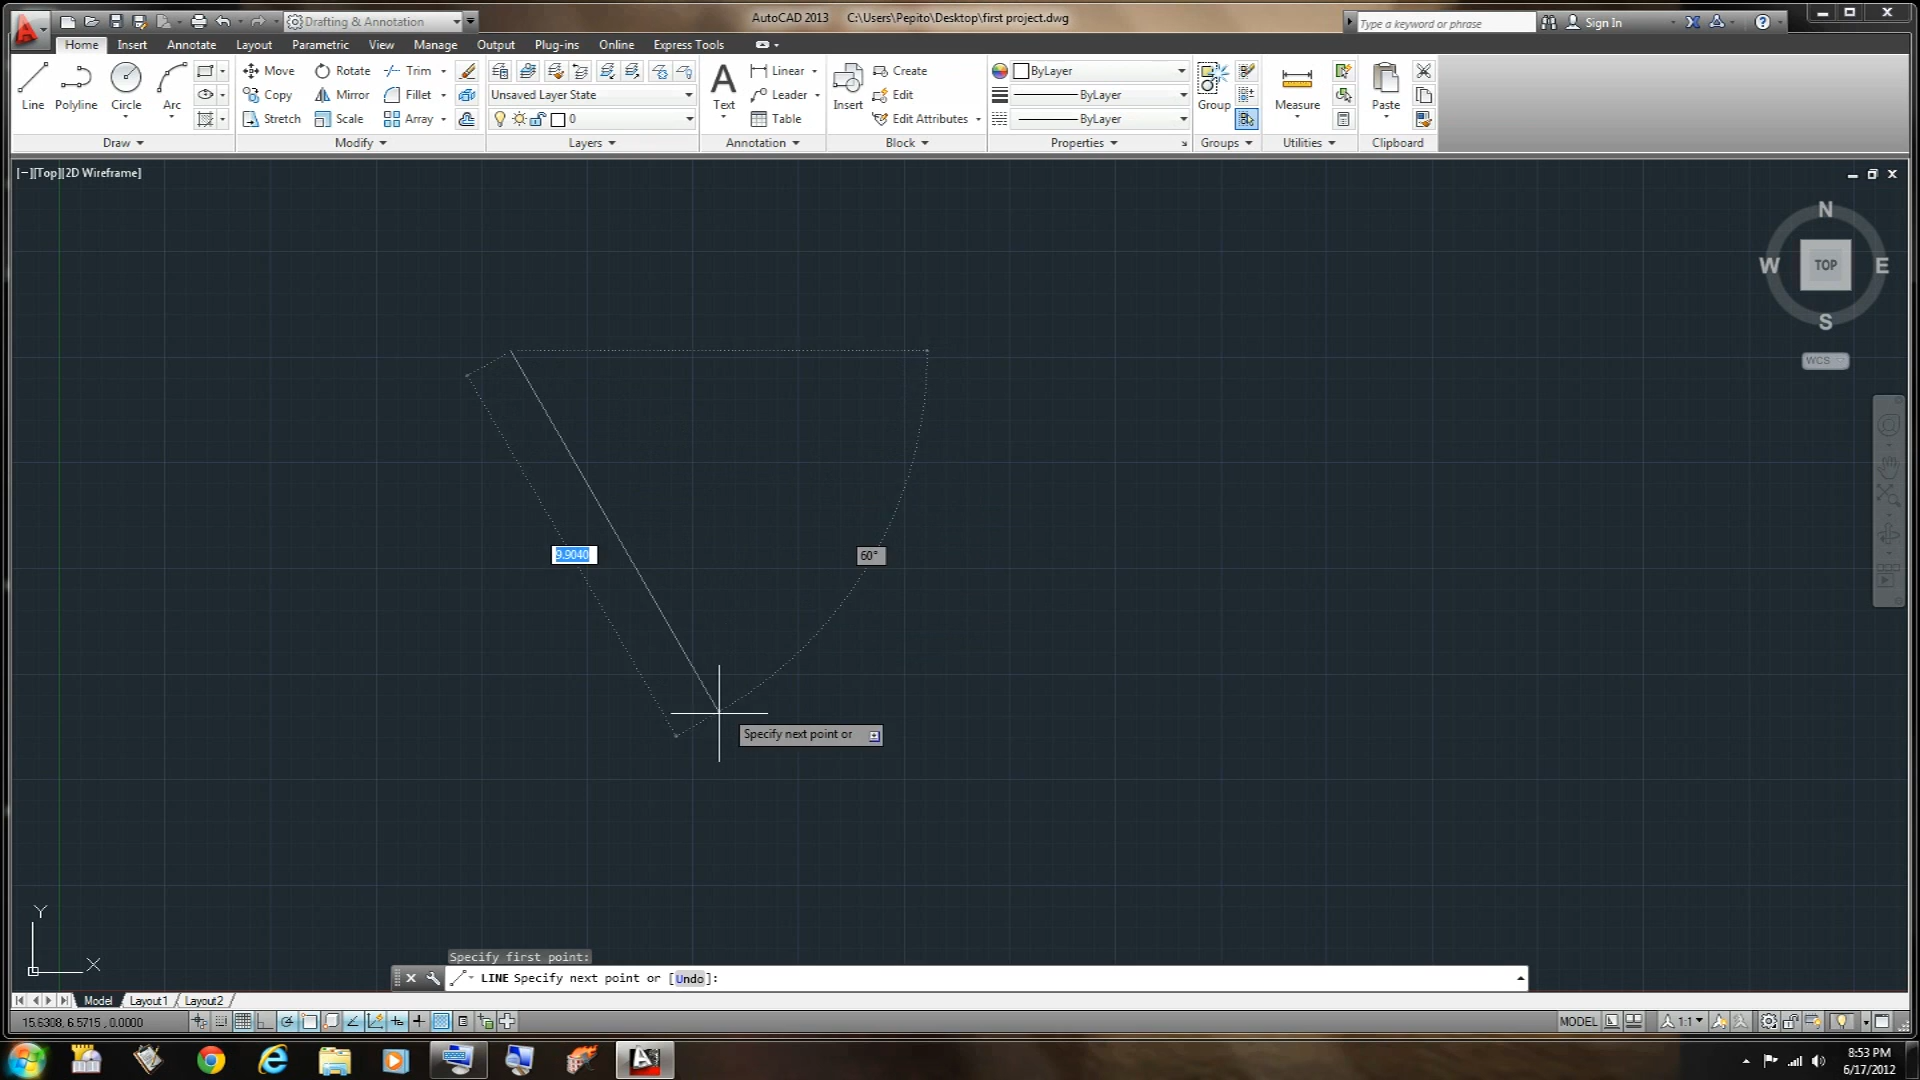 Drafting & Annotation
AutoCAD 2013 C:\Users\Pepito\Desktop\first project.dwg
Type a keyword or phrase
Sign In
Home Insert Annotate Layout Parametric View Manage Output Plug-ins Online Express Tools
Move Rotate Trim Unsaved Layer State Linear Create ByLayer
Copy Mirror Fillet Leader Edit ByLayer
Line Polyline Circle Arc Text Insert Group Measure Paste
Stretch Scale Array 0 Table Edit Attributes ByLayer
Draw Modify Layers Annotation Block Properties Groups Utilities Clipboard
[−][Top][2D Wireframe]
N
W TOP E
S
WCS
9.9040
60°
Specify next point or
Y
X
Specify first point:
LINE Specify next point or [Undo]:
Model Layout1 Layout2
15.6308, 6.5715 , 0.0000
MODEL 1:1
8:53 PM
6/17/2012